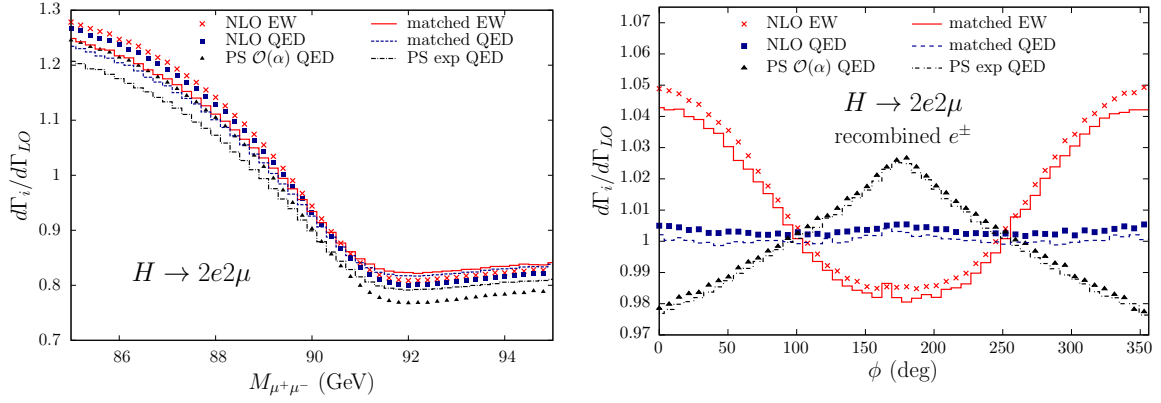 × NLO EW
■ NLO QED
▲ PS 𝒪(α) QED
matched EW
matched QED
PS exp QED
dΓ_i/dΓ_LO
1.3
1.2
1.1
1
0.9
0.8
0.7
H → 2e2μ
86 88 90 92 94
M_{μ⁺μ⁻} (GeV)
× NLO EW
■ NLO QED
▲ PS 𝒪(α) QED
matched EW
matched QED
PS exp QED
dΓ_i/dΓ_LO
1.07
1.06
1.05
1.04
1.03
1.02
1.01
1
0.99
0.98
0.97
H → 2e2μ
recombined e^±
0 50 100 150 200 250 300 350
ϕ (deg)